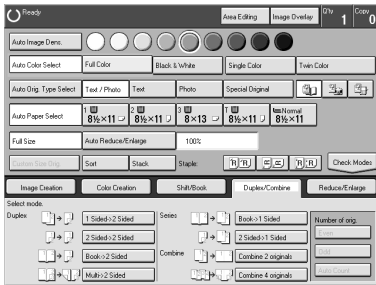 Ready
Area Editing
Image Overlay
Q'ty
1
Copy
0
Auto Image Dens.
Auto Color Select
Full Color
Black & White
Single Color
Twin Color
Auto Orig. Type Select
Text / Photo
Text
Photo
Special Original
Auto Paper Select
1
8½×11
2
8½×11
3
8×13
T
8½×11
Normal
8½×11
Full Size
Auto Reduce/Enlarge
100%
Custom Size Orig.
Sort
Stack
Staple:
Check Modes
Image Creation
Color Creation
Shift/Book
Duplex/Combine
Reduce/Enlarge
Select mode.
Duplex
1 Sided->2 Sided
Series
Book->1 Sided
Number of orig.
2 Sided->2 Sided
2 Sided->1 Sided
Even
Book->2 Sided
Combine
Combine 2 originals
Odd
Multi->2 Sided
Combine 4 originals
Auto Count